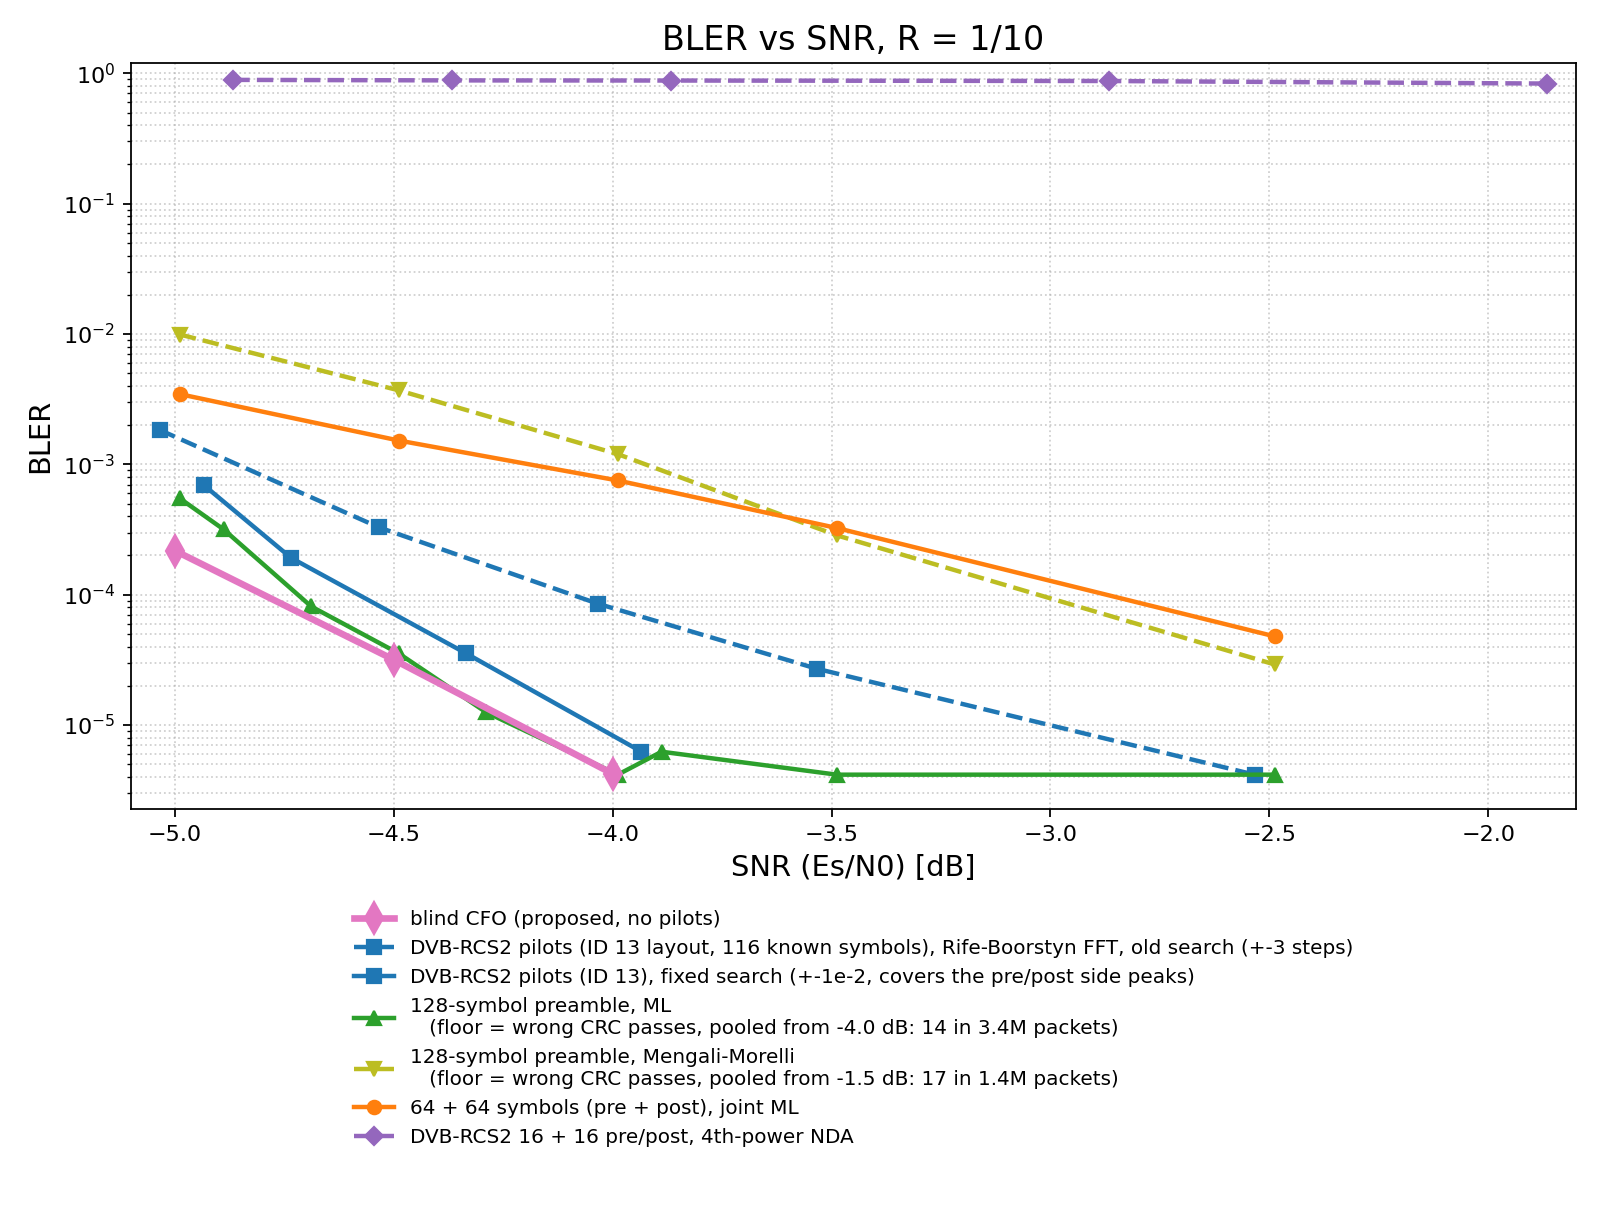 BLER vs SNR, R = 1/10
BLER
10⁰
10⁻¹
10⁻²
10⁻³
10⁻⁴
10⁻⁵
−5.0 −4.5 −4.0 −3.5 −3.0 −2.5 −2.0
SNR (Es/N0) [dB]
blind CFO (proposed, no pilots)
DVB-RCS2 pilots (ID 13 layout, 116 known symbols), Rife-Boorstyn FFT, old search (+-3 steps)
DVB-RCS2 pilots (ID 13), fixed search (+-1e-2, covers the pre/post side peaks)
128-symbol preamble, ML
(floor = wrong CRC passes, pooled from -4.0 dB: 14 in 3.4M packets)
128-symbol preamble, Mengali-Morelli
(floor = wrong CRC passes, pooled from -1.5 dB: 17 in 1.4M packets)
64 + 64 symbols (pre + post), joint ML
DVB-RCS2 16 + 16 pre/post, 4th-power NDA